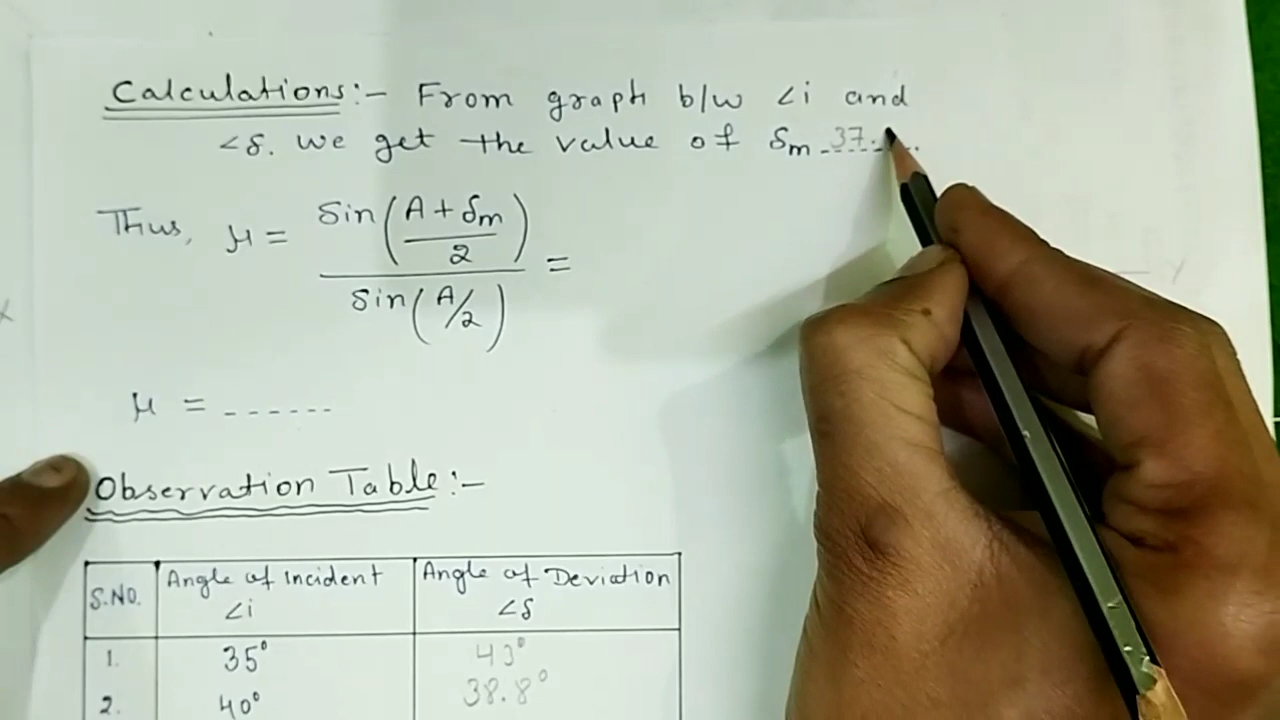 Calculations:- From graph b/w ∠i and
∠δ. we get the value of δm 37.
Thus, μ = sin(A + δm / 2) / sin(A/2) =
μ = ------
Observation Table:-
S.NO. Angle of Incident ∠i Angle of Deviation ∠δ
1. 35° 43°
2. 40° 38.8°